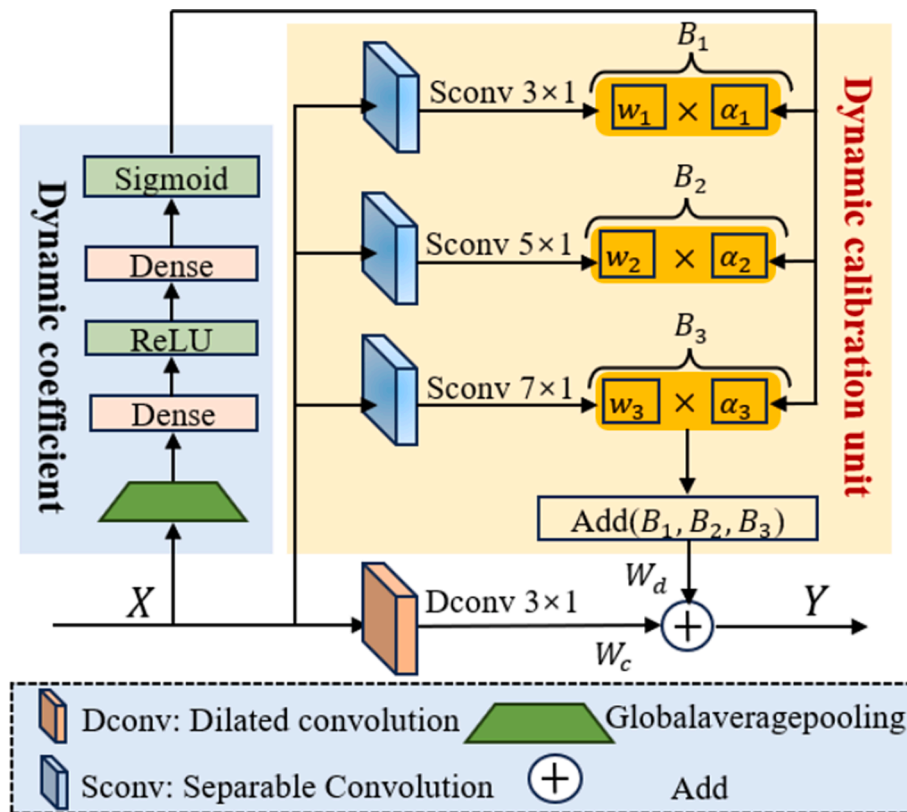 B₁
Sconv 3×1
w₁ × α₁
Sigmoid
B₂
Dense
Sconv 5×1
w₂ × α₂
ReLU
B₃
Dense
Sconv 7×1
w₃ × α₃
Dynamic coefficient
Dynamic calibration unit
Add(B₁, B₂, B₃)
X
Dconv 3×1
W_d
+
Y
W_c
Dconv: Dilated convolution
Globalaveragepooling
Sconv: Separable Convolution
+
Add